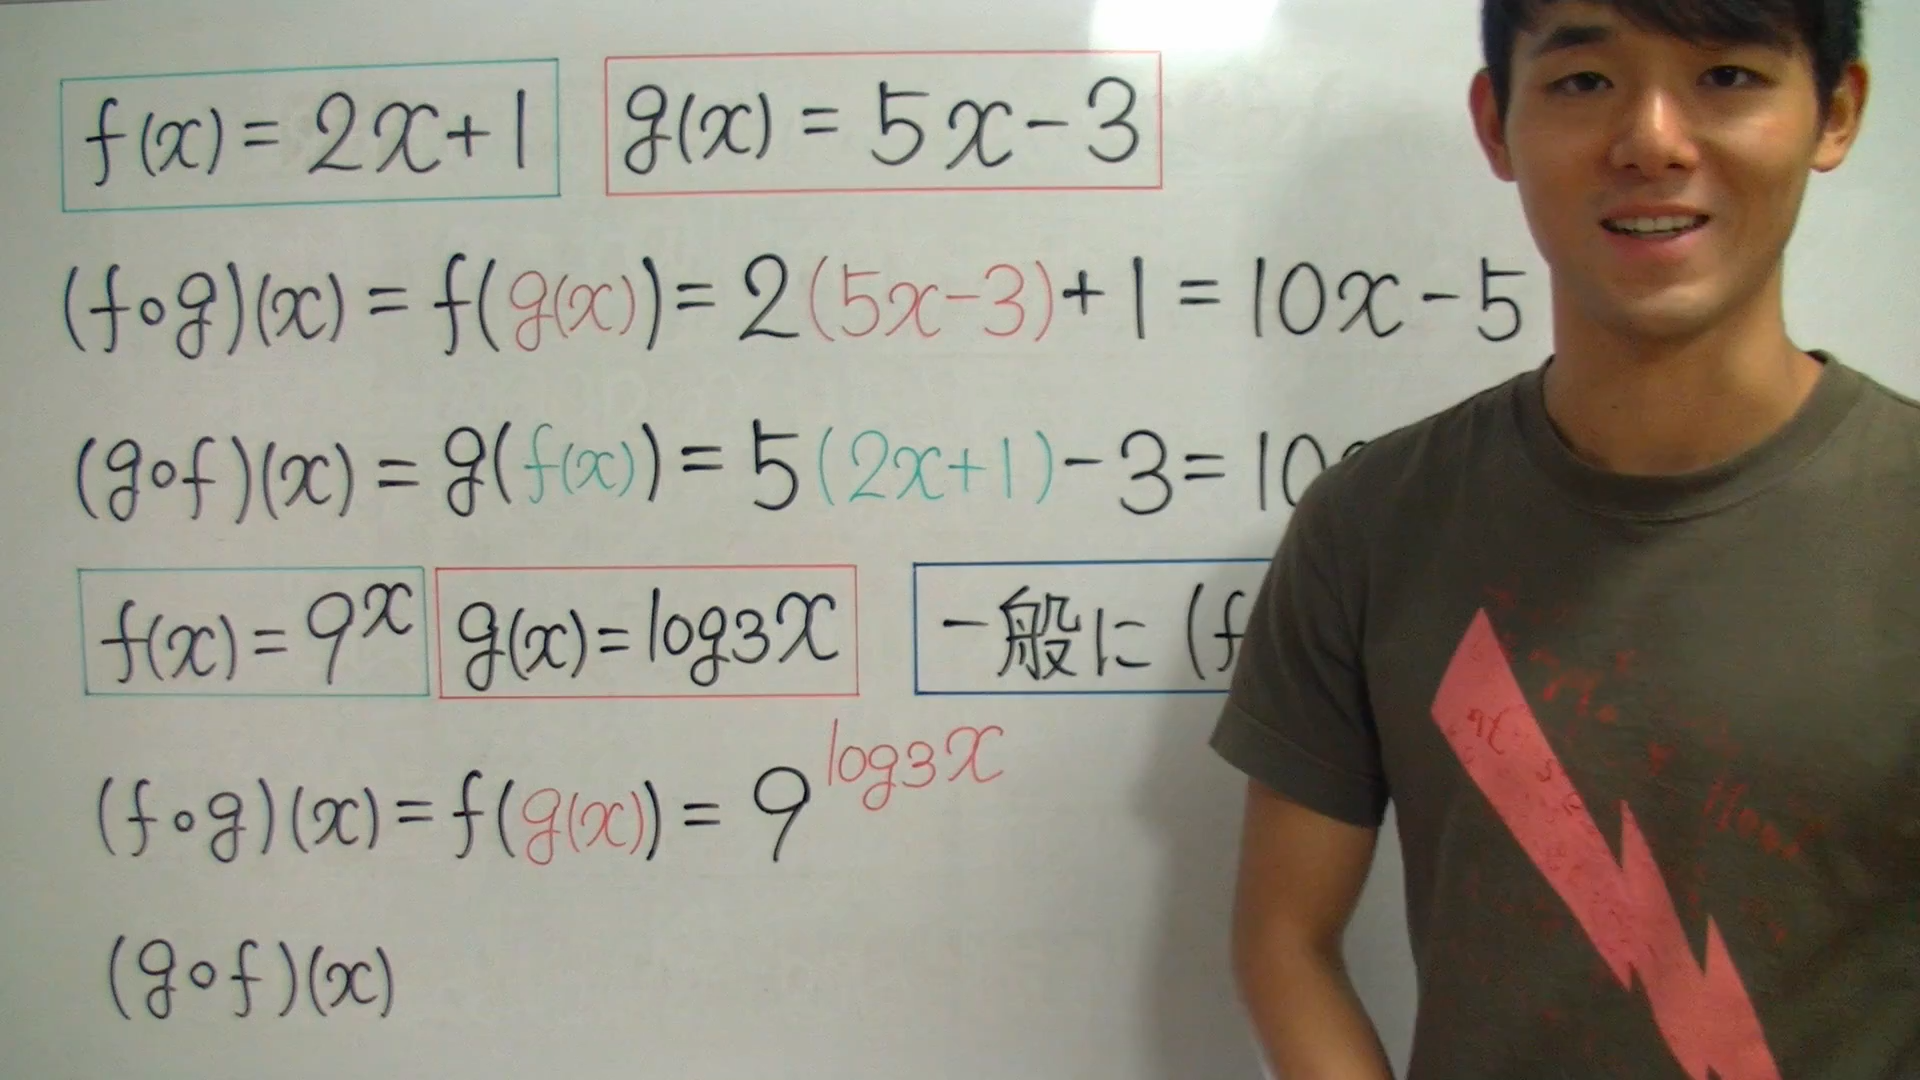 f(x) = 2x+1 g(x) = 5x-3
(f∘g)(x) = f(g(x)) = 2(5x-3)+1 = 10x-5
(g∘f)(x) = g(f(x)) = 5(2x+1)-3 = 10
f(x) = 9^x g(x) = log3x 一般に (f
(f∘g)(x) = f(g(x)) = 9^log3x
(g∘f)(x)